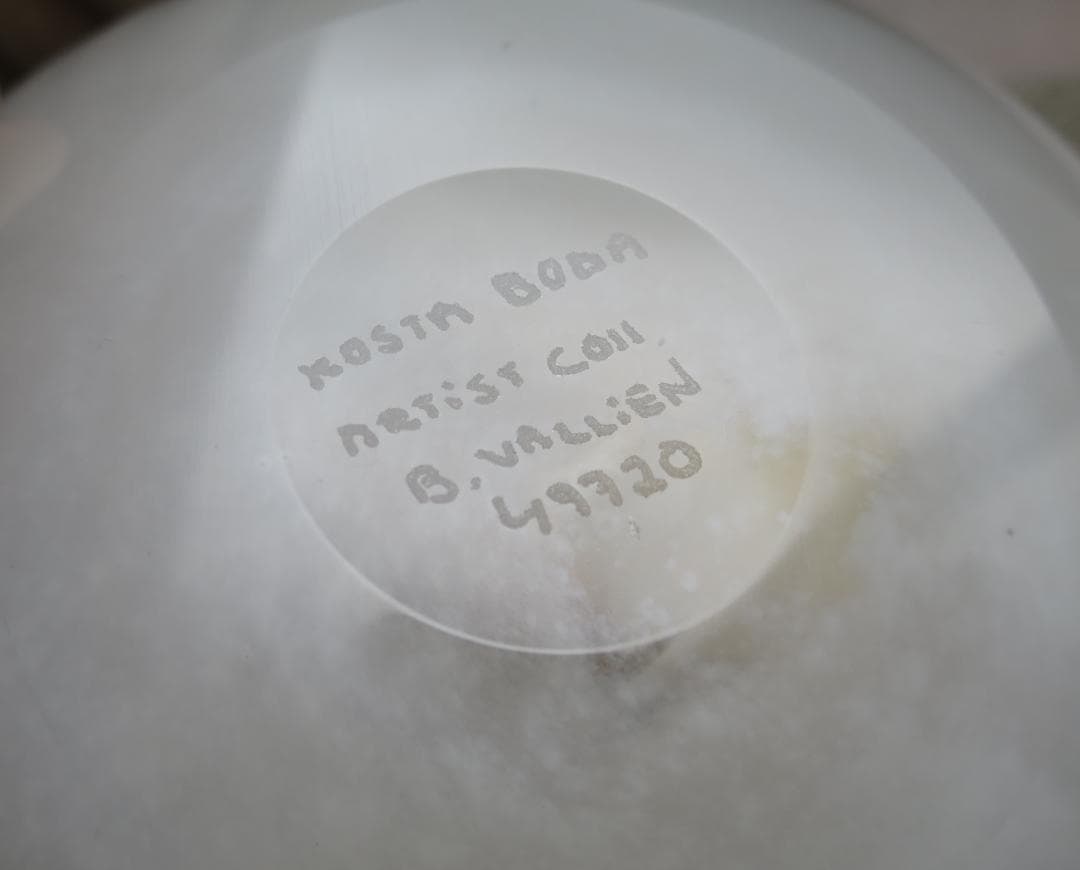 KOSTA BODA
ARTiST COll.
B. VALLiEN
49720